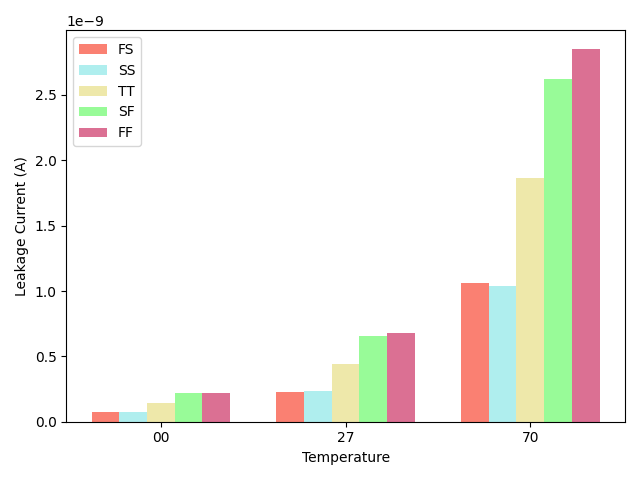 1e−9
FS
SS
TT
SF
FF
2.5
2.0
1.5
1.0
0.5
0.0
Leakage Current (A)
00 27 70
Temperature